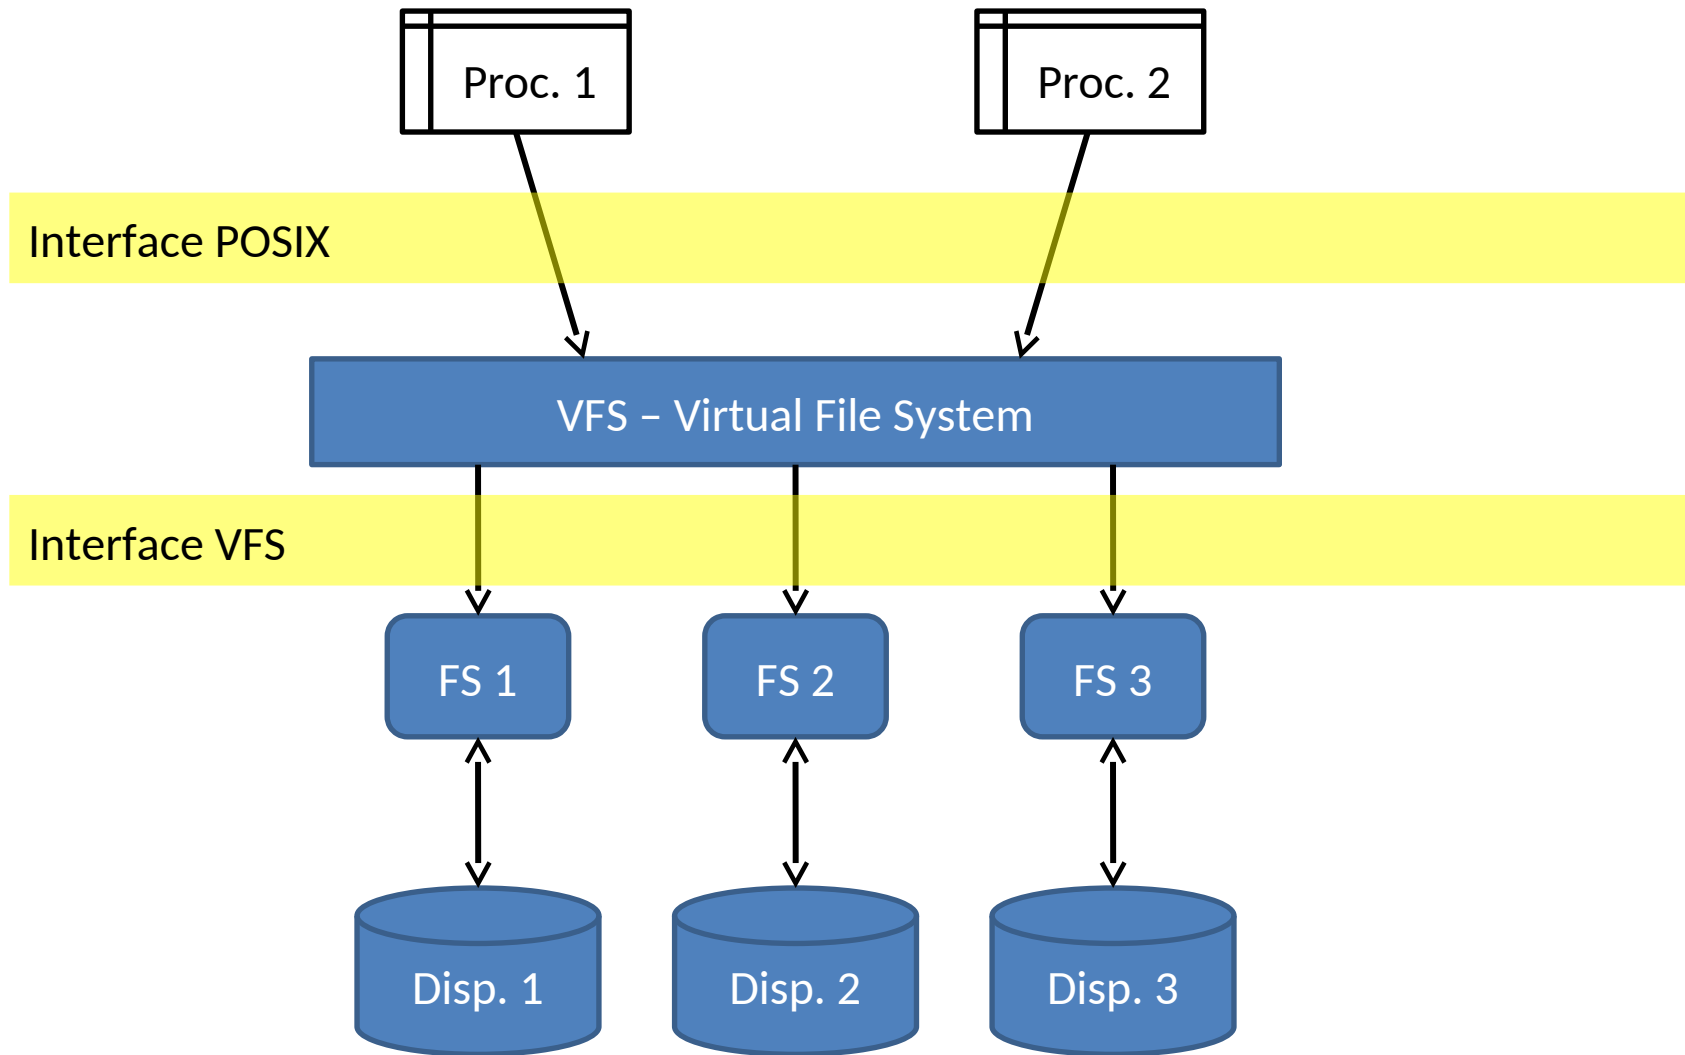 Proc. 1
Proc. 2
Interface POSIX
VFS – Virtual File System
Interface VFS
FS 1
FS 2
FS 3
Disp. 1
Disp. 2
Disp. 3